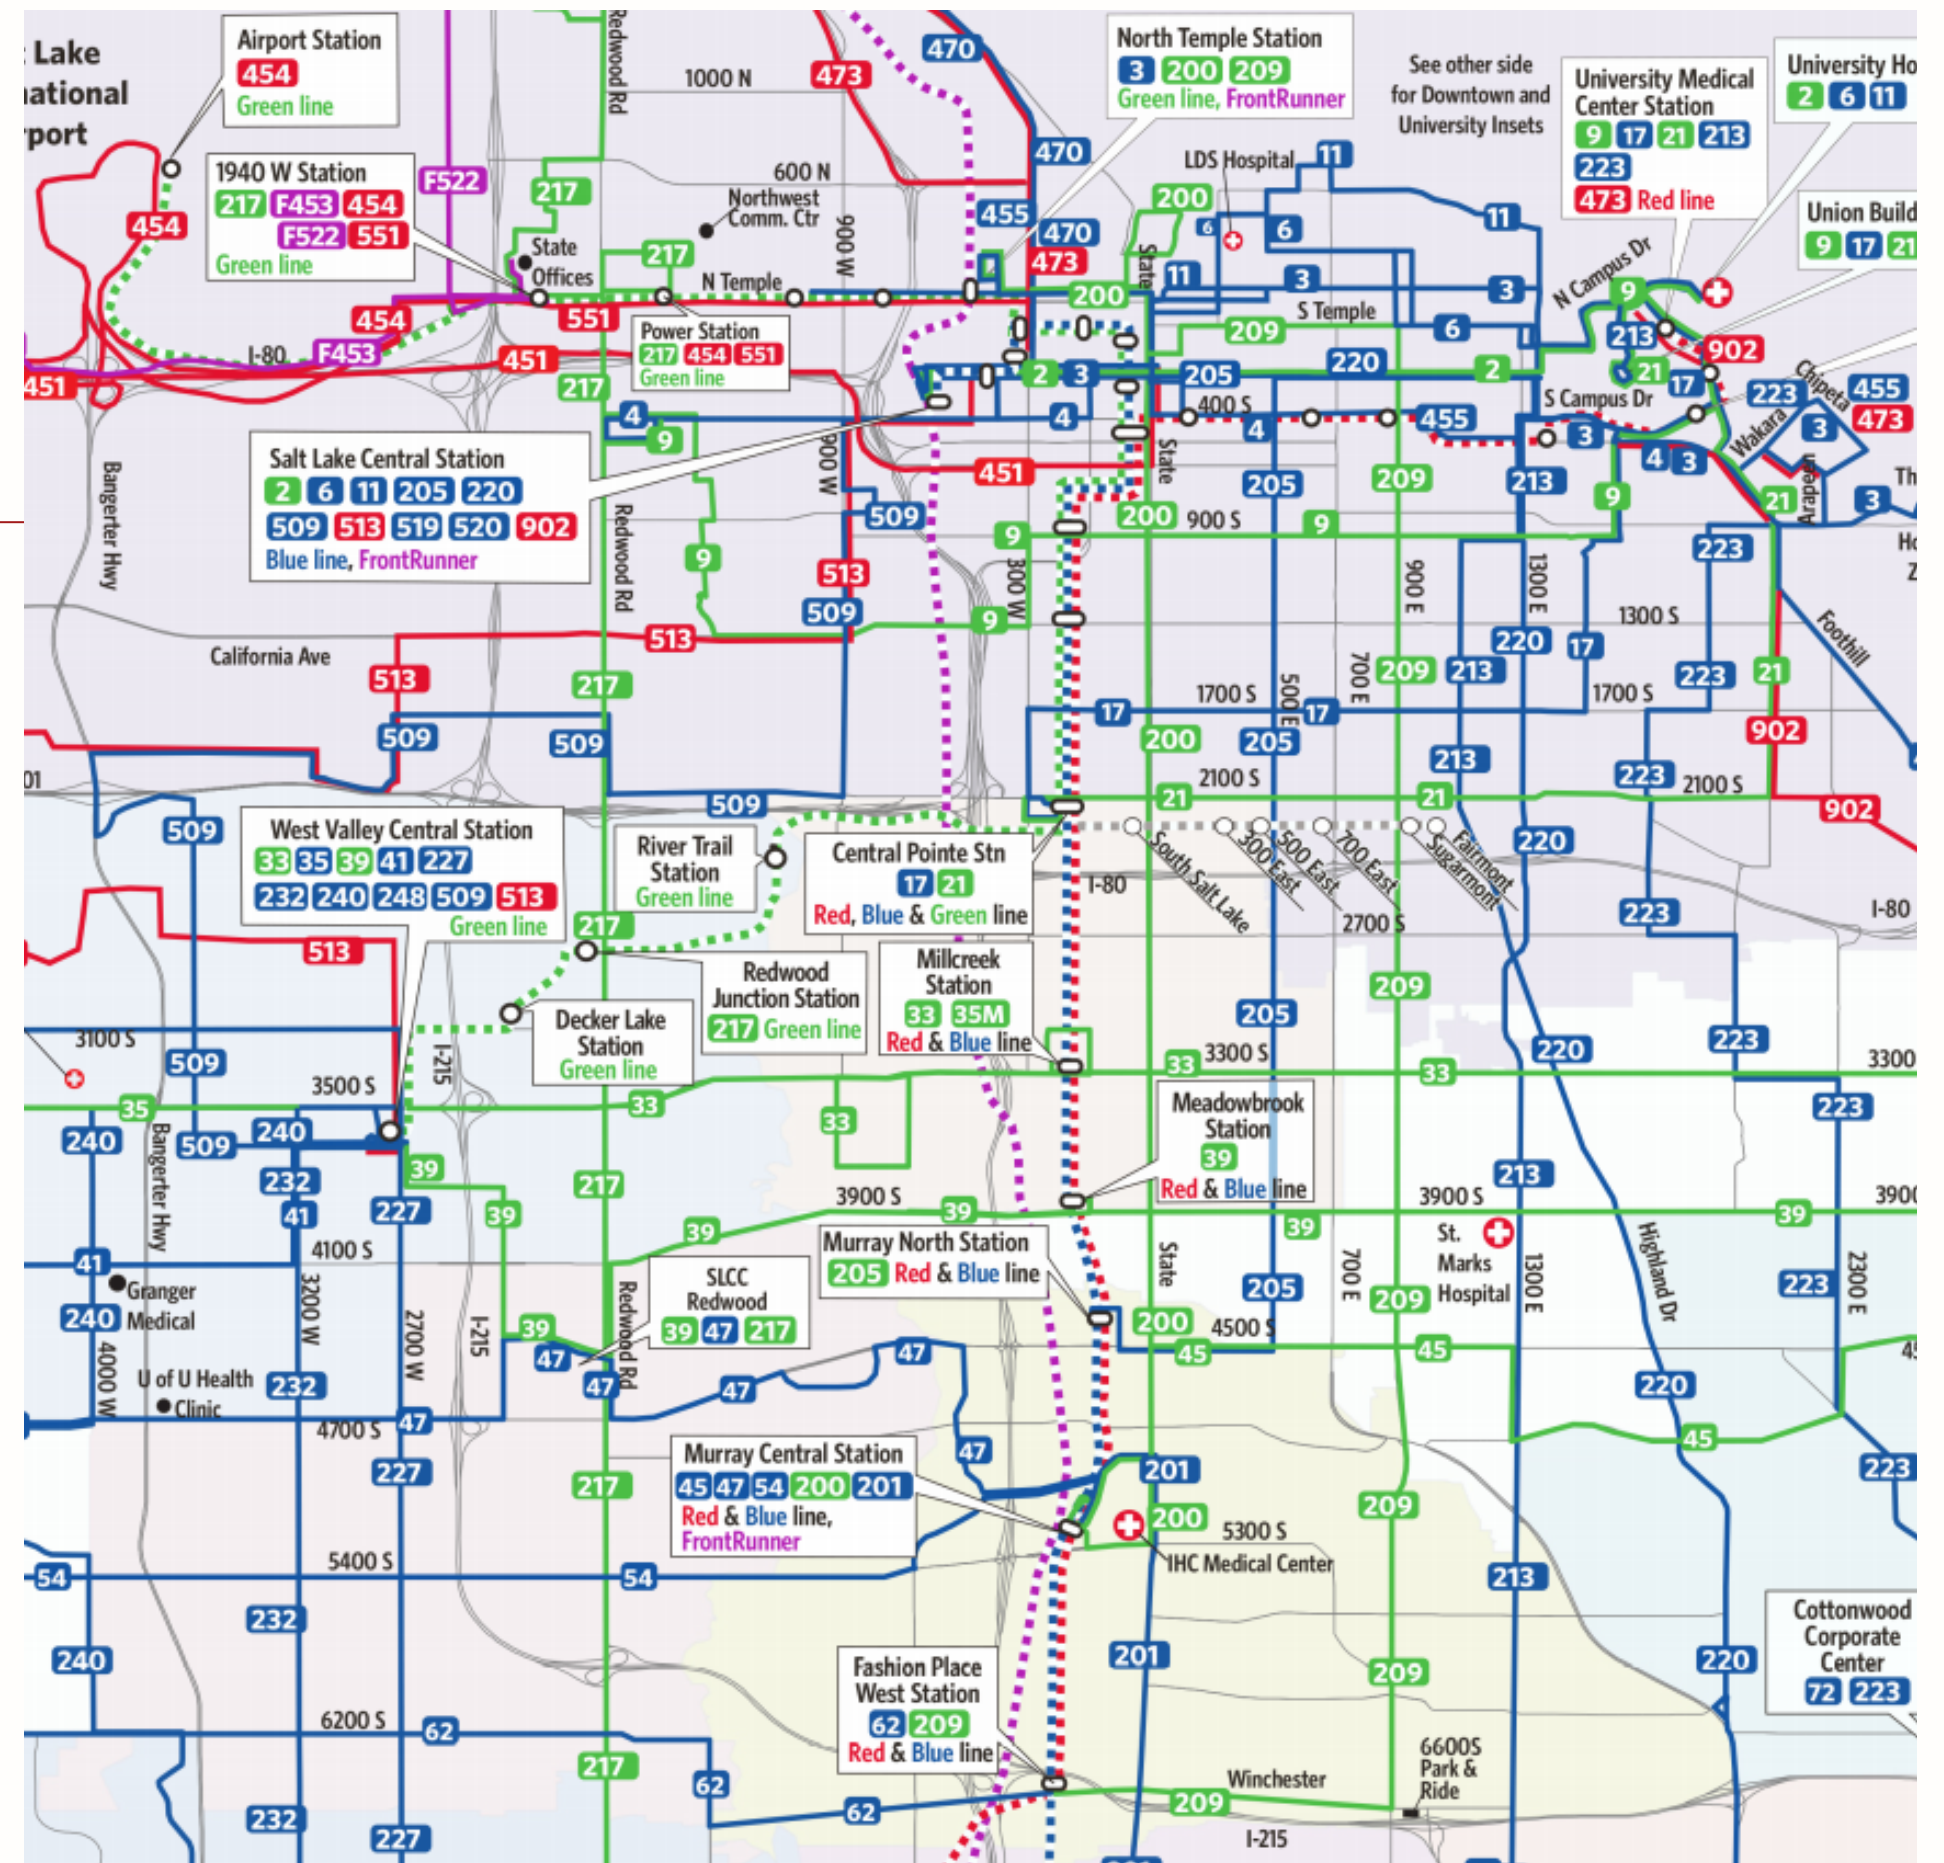 : Lake
national
rport
Airport Station
454
Green line
1940 W Station
217 F453 454
F522 551
Green line
454
F522
217
Redwood Rd
1000 N
473
470
North Temple Station
3 200 209
Green line, FrontRunner
See other side
for Downtown and
University Insets
University Medical
Center Station
9 17 21 213
223
473 Red line
University Ho
2 6 11
Union Build
9 17 21
600 N
Northwest
Comm. Ctr
900 W
State
Offices
217
N Temple
455
470
470
473
LDS Hospital
11
200
6
6
11
11
3
3
State
200
S Temple
209
6
N Campus Dr
9
213
902
21
17
223
Chipeta
455
473
454
551
I-80
F453
451
451
217
Power Station
217 454 551
Green line
2
3
205
220
2
400 S
4
455
S Campus Dr
3
4
3
Wakara
3
Arapeen
4
9
4
451
900 W
State
Salt Lake Central Station
2 6 11 205 220
509 513 519 520 902
Blue line, FrontRunner
Bangerter Hwy
Redwood Rd
9
509
513
509
9
300 W
9
200
900 S
9
205
209
213
9
21
3
Th
Ho
Z
223
900 E
1300 E
1300 S
Foothill
California Ave
513
513
217
220
17
209
213
223
21
700 E
500 E
1700 S
1700 S
17
17
509
509
200
205
213
902
223
2100 S
2100 S
01
509
21
21
902
509
West Valley Central Station
33 35 39 41 227
232 240 248 509 513
Green line
River Trail
Station
Green line
Central Pointe Stn
17 21
Red, Blue & Green line
I-80
South Salt Lake
300 East
500 East
700 East
Sugarmont
Fairmont
220
2700 S
223
I-80
513
217
Redwood
Junction Station
217 Green line
Millcreek
Station
33 35M
Red & Blue line
209
205
Decker Lake
Station
Green line
3100 S
509
I-215
3300 S
33
33
220
223
3300
3500 S
35
33
33
223
240
509
240
Bangerter Hwy
Meadowbrook
Station
39
Red & Blue line
39
232
41
227
39
217
3900 S
39
39
3900 S
39
213
39
3900
4100 S
41
Granger
Medical
240
3200 W
2700 W
I-215
Murray North Station
205 Red & Blue line
State
205
700 E
209
St.
Marks
Hospital
1300 E
Highland Dr
223
2300 E
SLCC
Redwood
39 47 217
Redwood Rd
39
47
47
47
47
200
4500 S
45
45
45
4000 W
U of U Health
Clinic
232
220
4700 S
47
45
Murray Central Station
45 47 54 200 201
Red & Blue line,
FrontRunner
47
201
227
217
223
200
209
5300 S
IHC Medical Center
5400 S
54
54
213
232
240
201
209
220
Cottonwood
Corporate
Center
72 223
Fashion Place
West Station
62 209
Red & Blue line
6200 S
62
217
62
62
Winchester
209
6600S
Park &
Ride
232
227
I-215